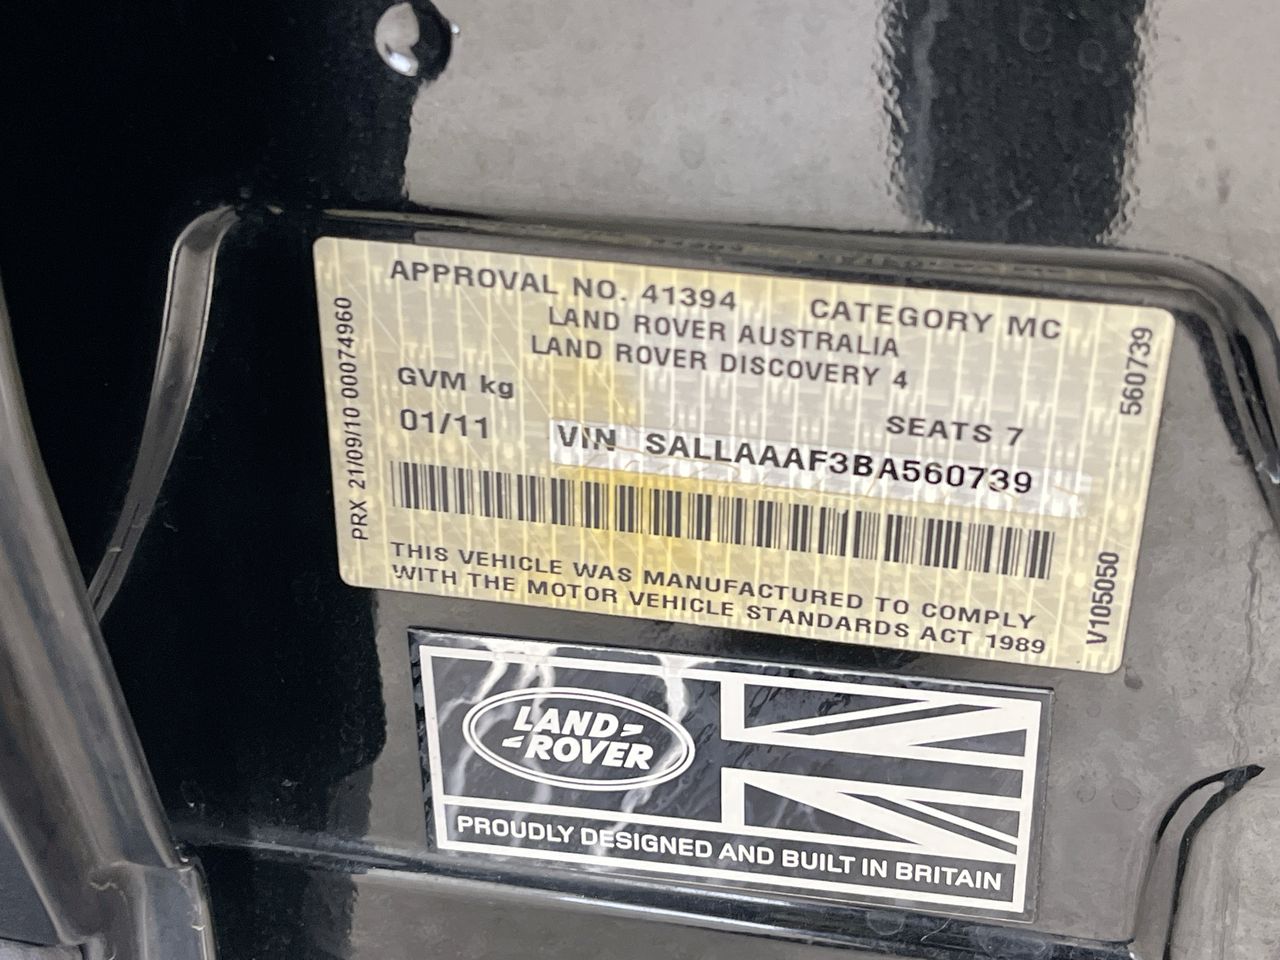 APPROVAL NO. 41394 CATEGORY MC
LAND ROVER AUSTRALIA
LAND ROVER DISCOVERY 4
GVM kg
01/11
SEATS 7
VIN SALLAAAF3BA560739
THIS VEHICLE WAS MANUFACTURED TO COMPLY
WITH THE MOTOR VEHICLE STANDARDS ACT 1989
PRX 21/09/10 00074960
560739
V105050
LAND
ROVER
PROUDLY DESIGNED AND BUILT IN BRITAIN